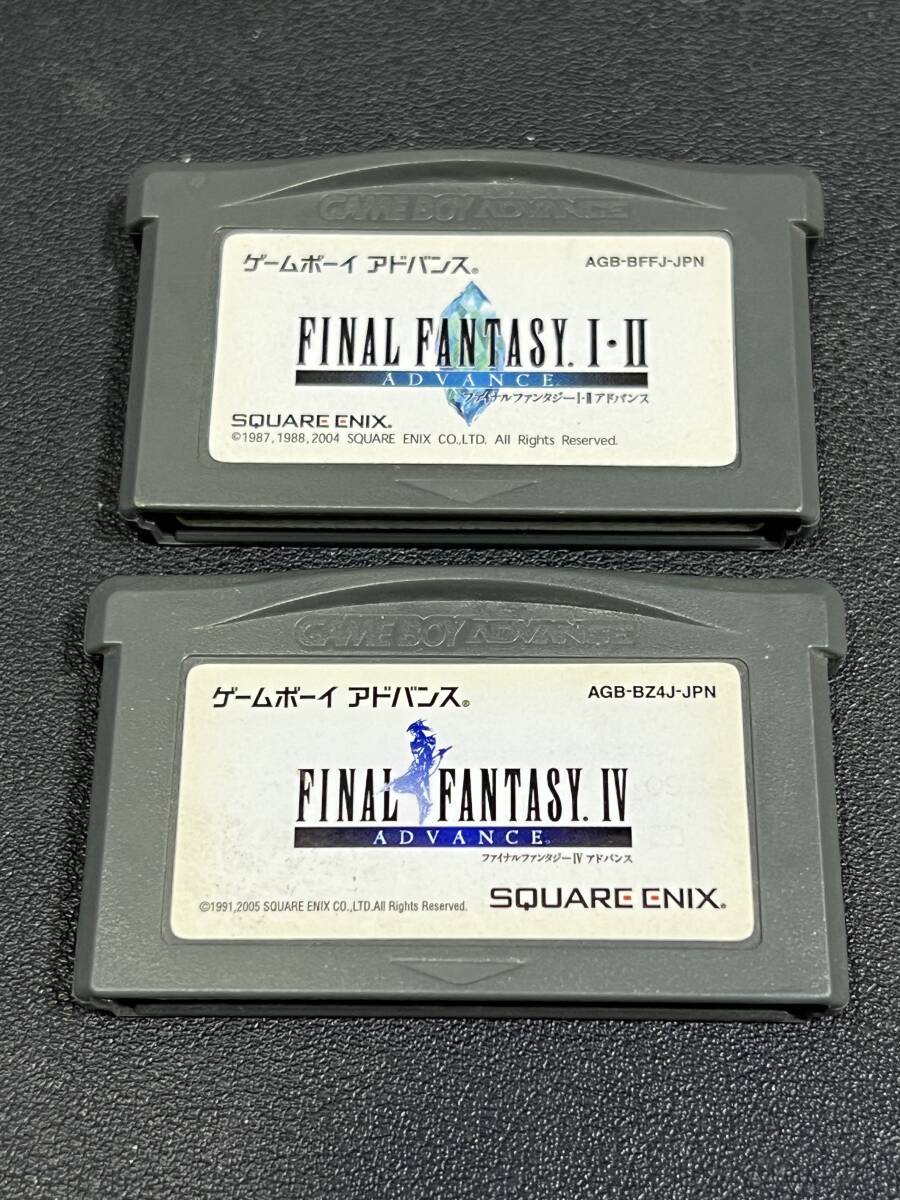 GAME BOY ADVANCE
ゲームボーイ アドバンス®
AGB-BFFJ-JPN
FINAL FANTASY. I・II
ADVANCE
ファイナルファンタジーI・II アドバンス
SQUARE ENIX.
©1987,1988,2004 SQUARE ENIX CO.,LTD. All Rights Reserved.
GAME BOY ADVANCE
ゲームボーイ アドバンス®
AGB-BZ4J-JPN
FINAL FANTASY. IV
ADVANCE
ファイナルファンタジーIV アドバンス
©1991,2005 SQUARE ENIX CO.,LTD.All Rights Reserved.
SQUARE ENIX.